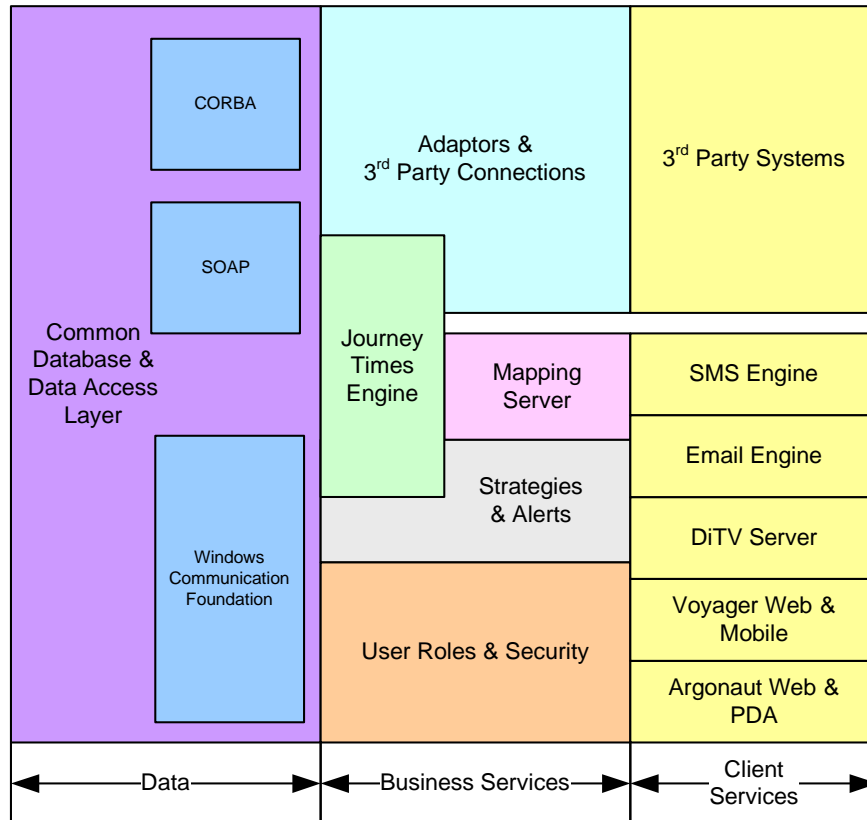 CORBA
SOAP
Common
Database &
Data Access
Layer
Windows
Communication
Foundation
Adaptors &
3rd Party Connections
Journey
Times
Engine
Mapping
Server
Strategies
& Alerts
User Roles & Security
3rd Party Systems
SMS Engine
Email Engine
DiTV Server
Voyager Web &
Mobile
Argonaut Web &
PDA
Data
Business Services
Client
Services